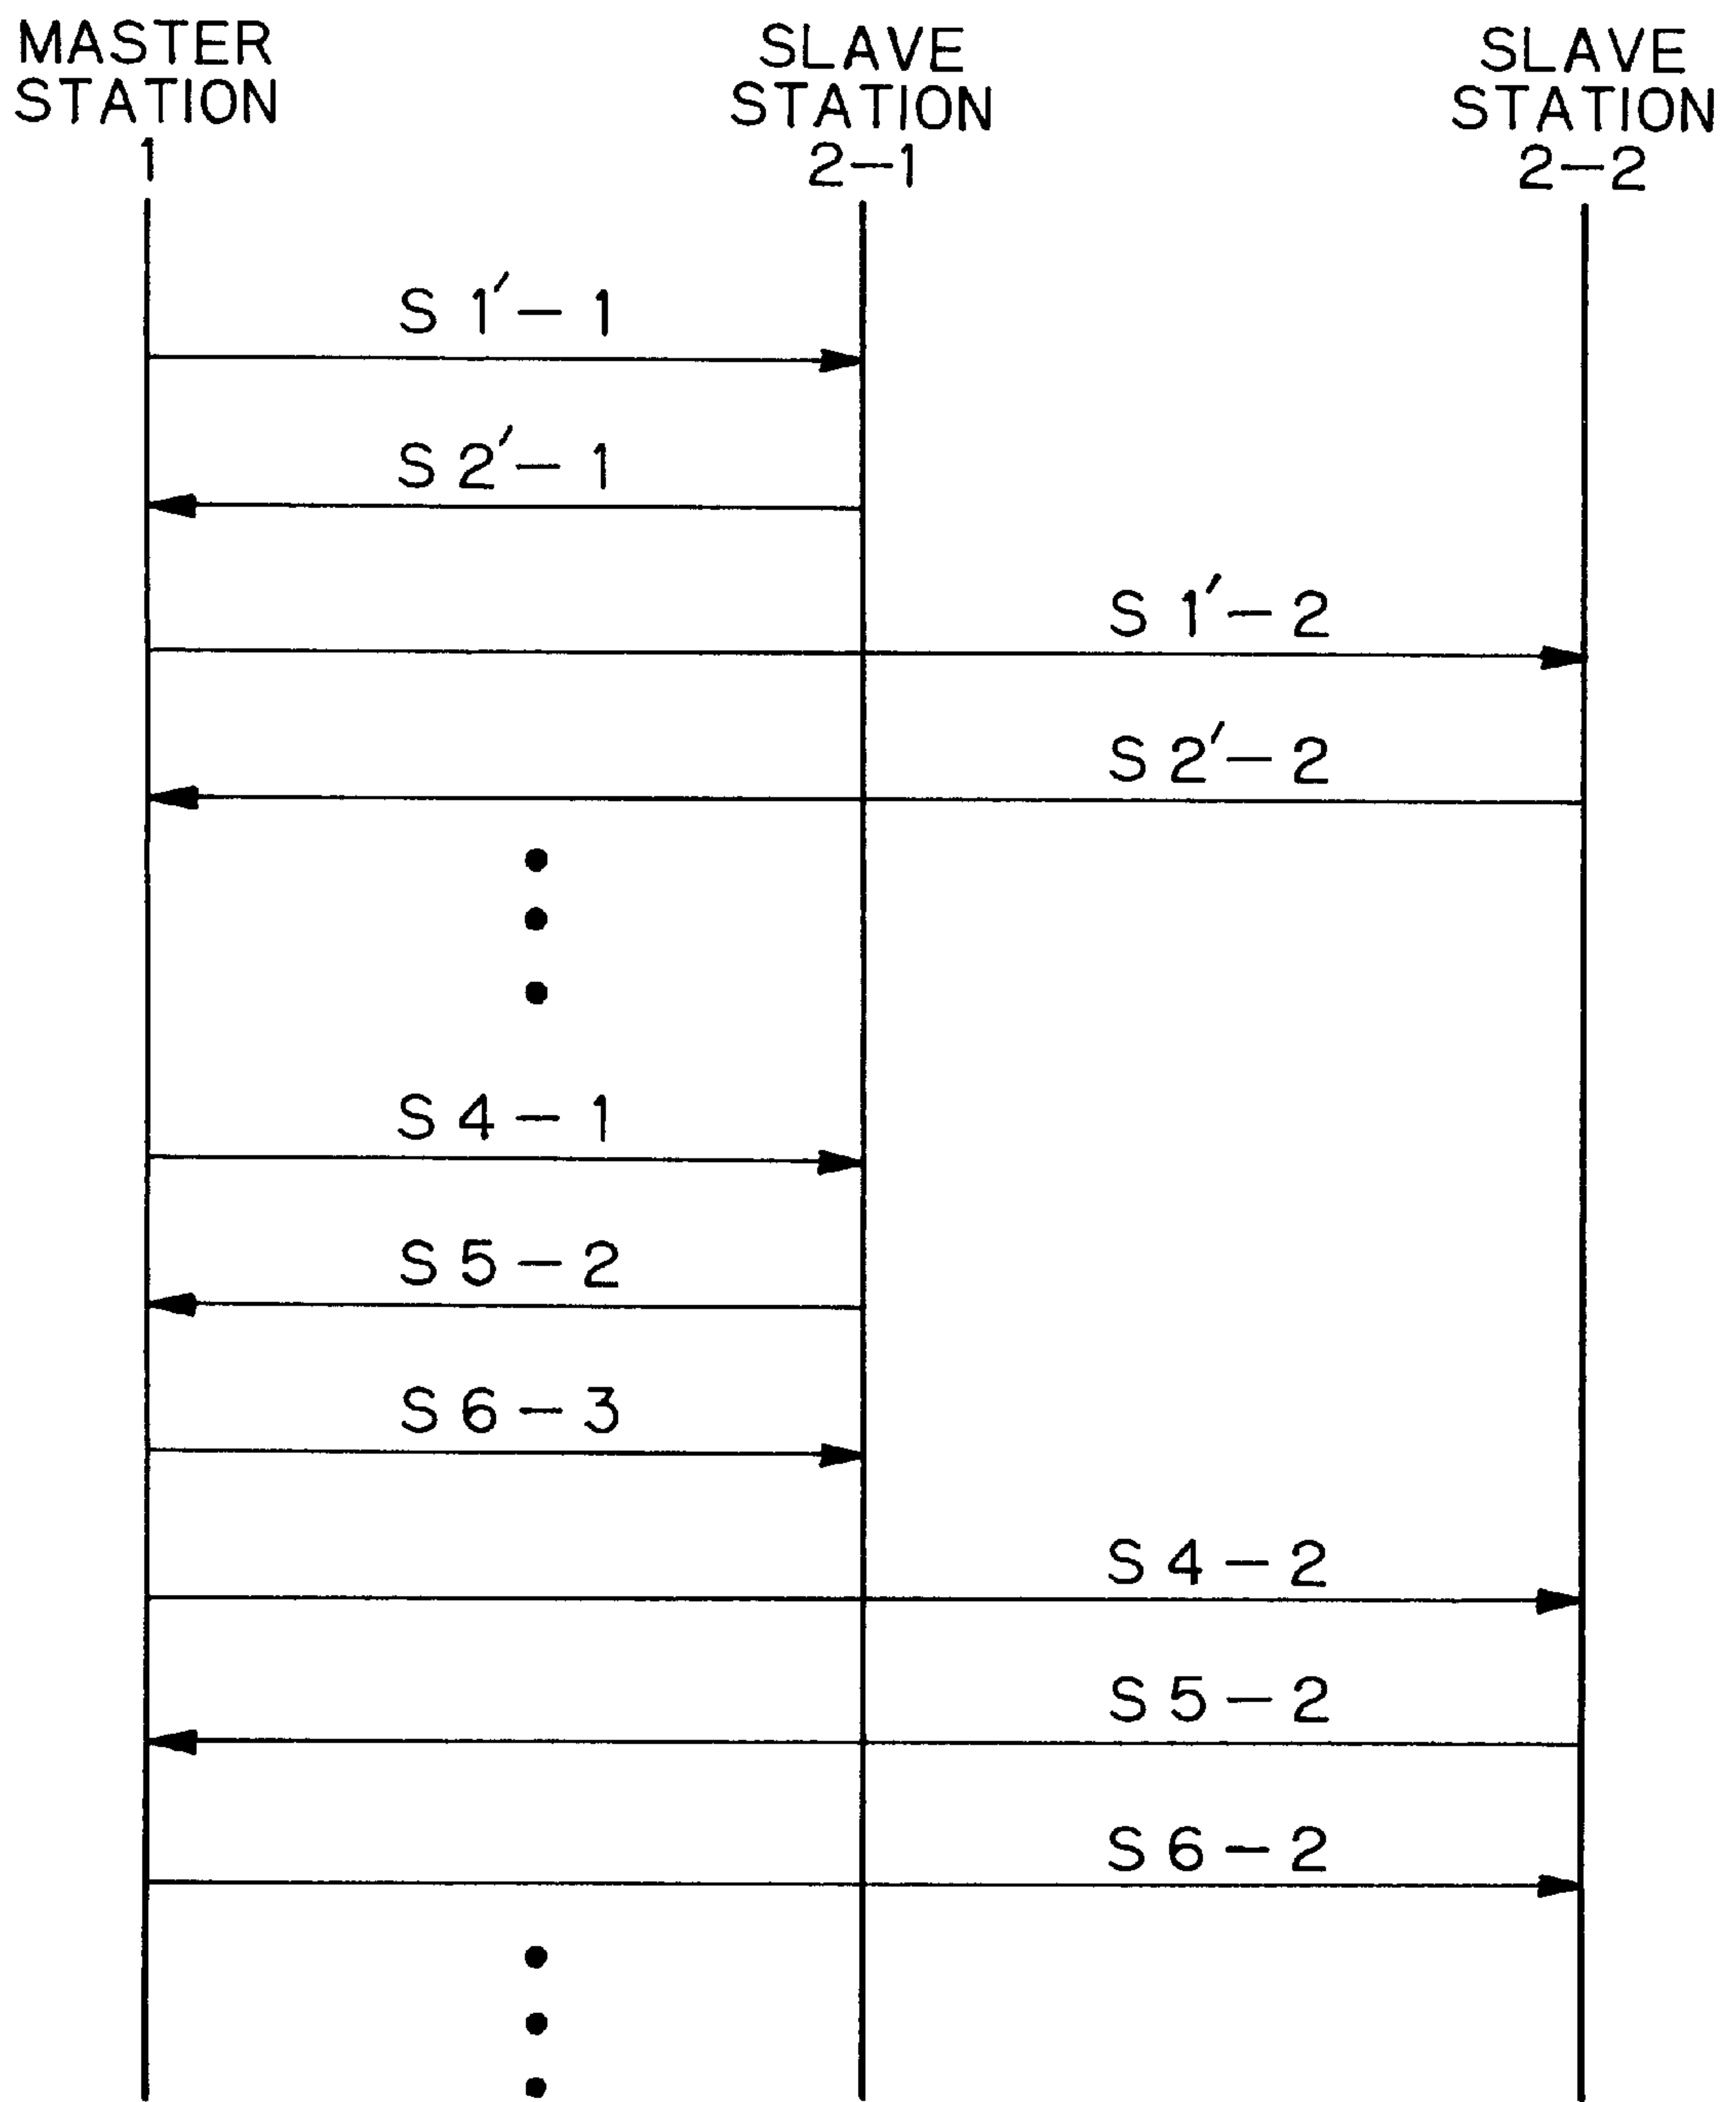 MASTER
STATION
1
SLAVE
STATION
2-1
SLAVE
STATION
2-2
S 1'- 1
S 2'- 1
S 1'- 2
S 2'- 2
S 4 - 1
S 5 - 2
S 6 - 3
S 4 - 2
S 5 - 2
S 6 - 2